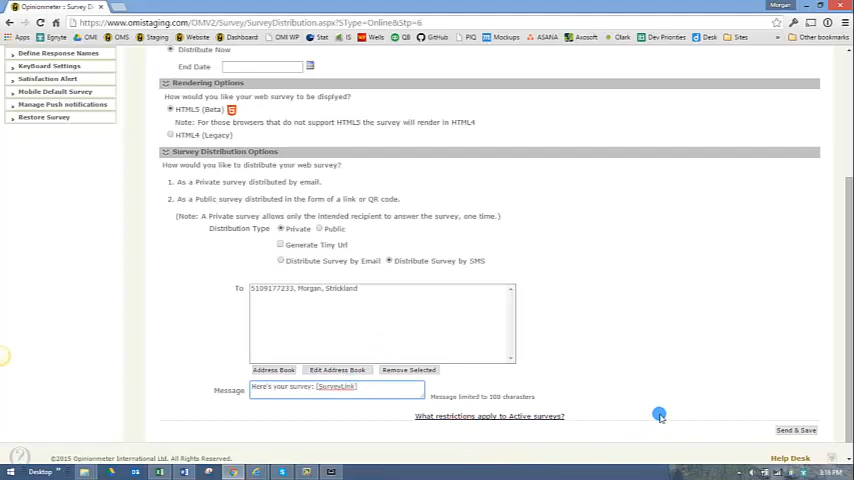 Opinionmeter :: Survey Di
Morgan
https://www.omistaging.com/OMV2/Survey/SurveyDistribution.aspx?SType=Online&Stp=6
Apps Egnyte OMI OMS Staging Website Dashboard OMI WP Stat IS Wells QB GitHub PIQ Mockups ASANA Axosoft Olark Dev Priorities Desk Sites Other bookmarks
Define Response Names
KeyBoard Settings
Satisfaction Alert
Mobile Default Survey
Manage Push notifications
Restore Survey
Distribute Now
End Date
Rendering Options
How would you like your web survey to be displyed?
HTML5 (Beta)
Note: For those browsers that do not support HTML5 the survey will render in HTML4
HTML4 (Legacy)
Survey Distribution Options
How would you like to distribute your web survey?
1. As a Private survey distributed by email.
2. As a Public survey distributed in the form of a link or QR code.
(Note: A Private survey allows only the intended recipient to answer the survey, one time.)
Distribution Type Private Public
Generate Tiny Url
Distribute Survey by Email Distribute Survey by SMS
To 5109177233, Morgan, Strickland
Address Book Edit Address Book Remove Selected
Message Here's your survey: [SurveyLink]
Message limited to 100 characters
What restrictions apply to Active surveys?
Send & Save
©2015 Opinionmeter International Ltd. All Rights Reserved.
Help Desk
Desktop
3:16 PM